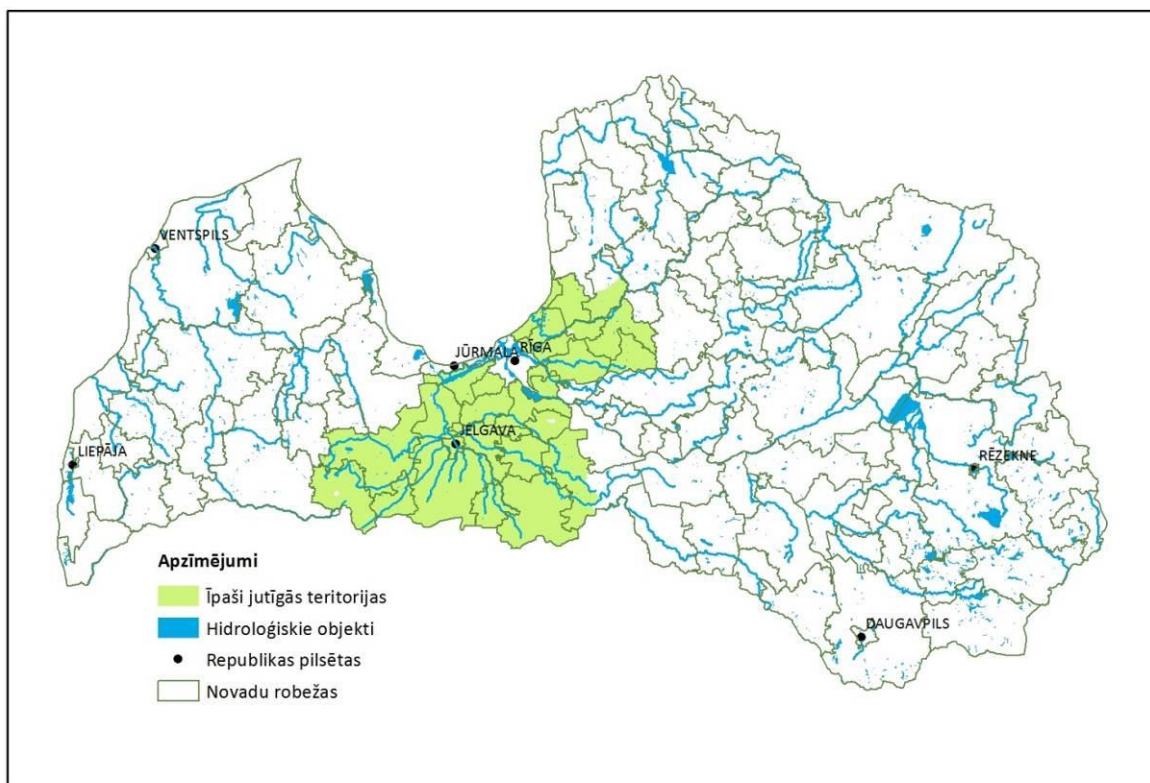 VENTSPILS
JŪRMALA
RĪGA
JELGAVA
LIEPĀJA
RĒZEKNE
DAUGAVPILS
Apzīmējumi
Īpaši jutīgās teritorijas
Hidroloģiskie objekti
Republikas pilsētas
Novadu robežas